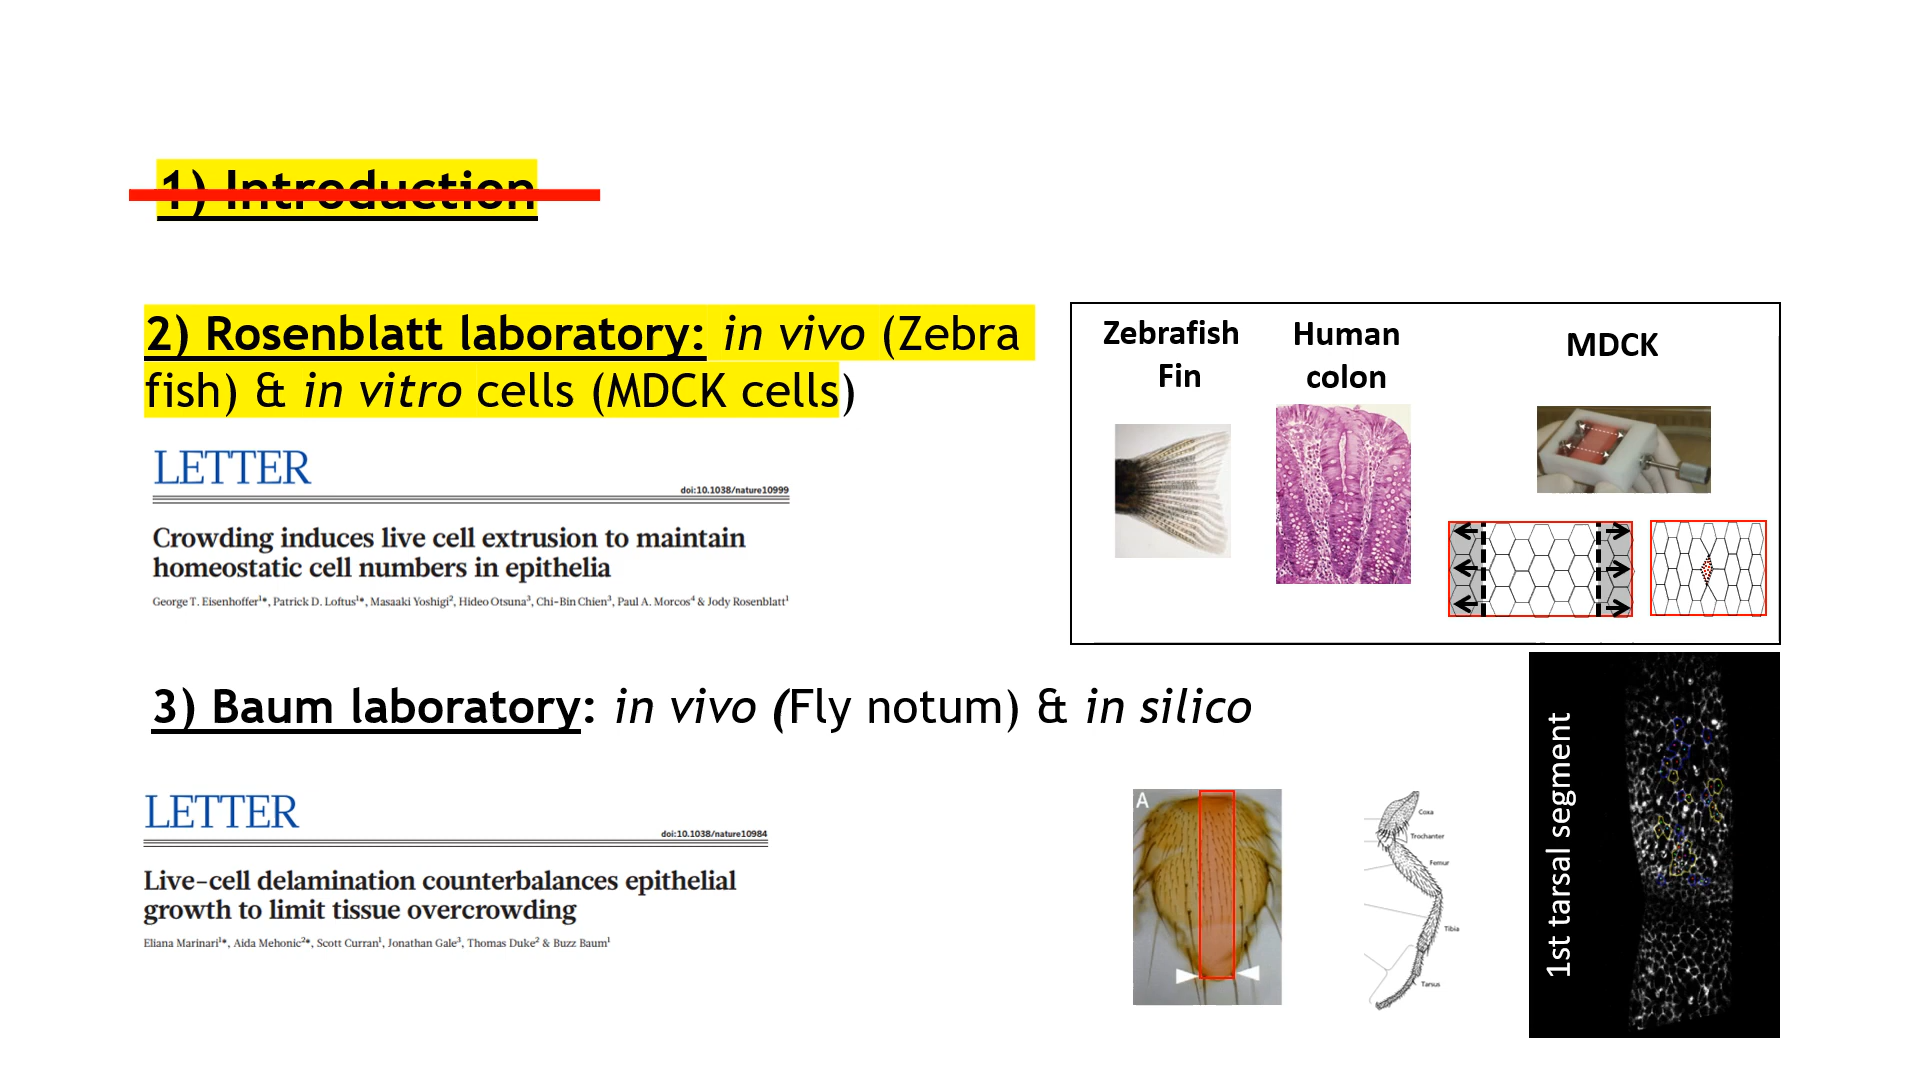 1) Introduction
2) Rosenblatt laboratory: in vivo (Zebra
fish) & in vitro cells (MDCK cells)
LETTER
doi:10.1038/nature10999
Crowding induces live cell extrusion to maintain
homeostatic cell numbers in epithelia
George T. Eisenhoffer¹*, Patrick D. Loftus¹*, Masaaki Yoshigi², Hideo Otsuna³, Chi-Bin Chien³, Paul A. Morcos⁴ & Jody Rosenblatt¹
Zebrafish
Fin
Human
colon
MDCK
3) Baum laboratory: in vivo (Fly notum) & in silico
LETTER
doi:10.1038/nature10984
Live-cell delamination counterbalances epithelial
growth to limit tissue overcrowding
Eliana Marinari¹*, Aida Mehonic²*, Scott Curran¹, Jonathan Gale³, Thomas Duke² & Buzz Baum¹
A
Coxa
Trochanter
Femur
Tibia
Tarsus
1st tarsal segment